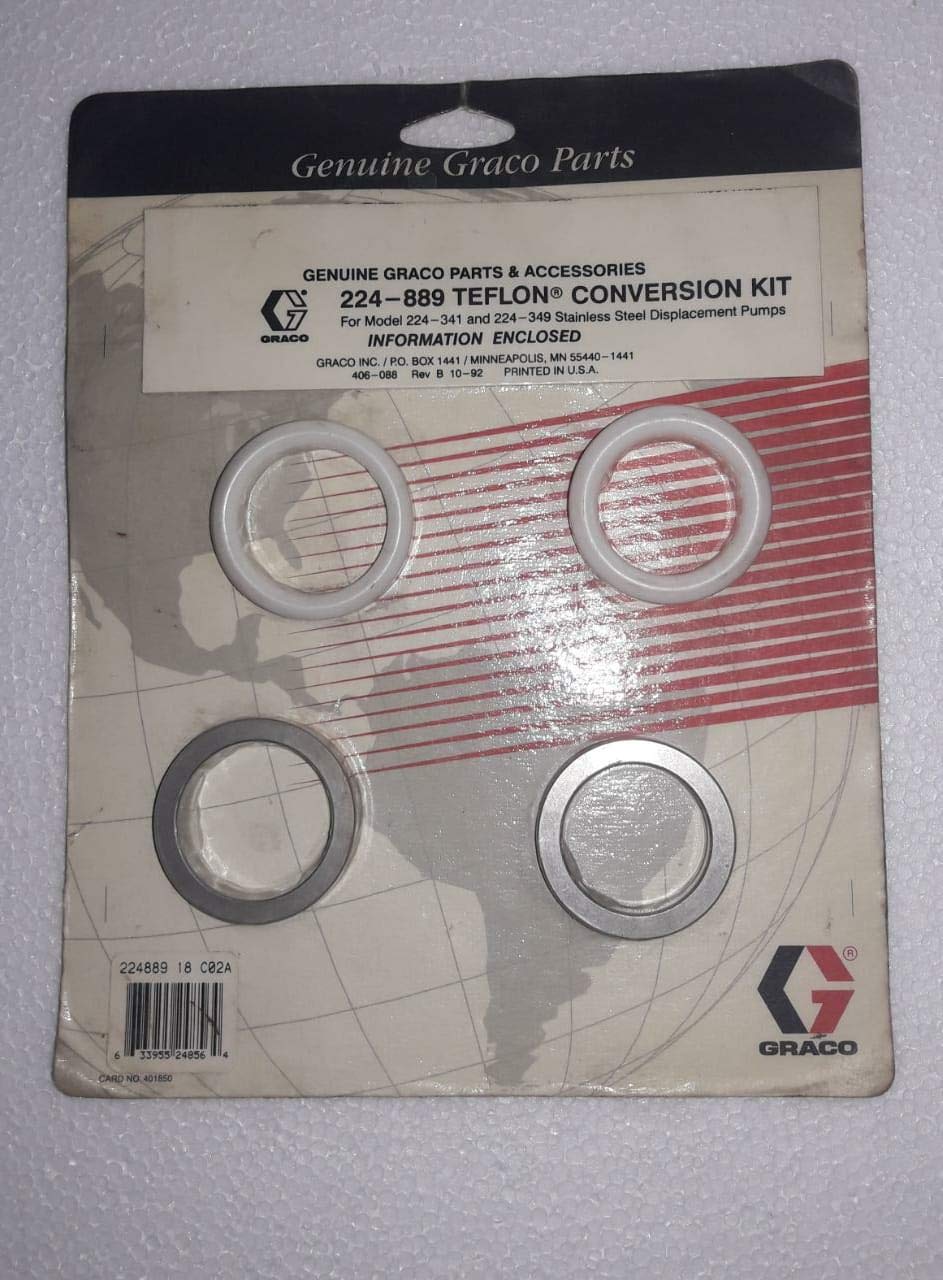 Genuine Graco Parts
GENUINE GRACO PARTS & ACCESSORIES
224-889 TEFLON® CONVERSION KIT
For Model 224-341 and 224-349 Stainless Steel Displacement Pumps
GRACO
INFORMATION ENCLOSED
GRACO INC. / P.O. BOX 1441 / MINNEAPOLIS, MN 55440-1441
406-088 Rev B 10-92 PRINTED IN U.S.A.
224889 18 C02A
6 33955 24856 4
CARD NO. 401850
G®
GRACO